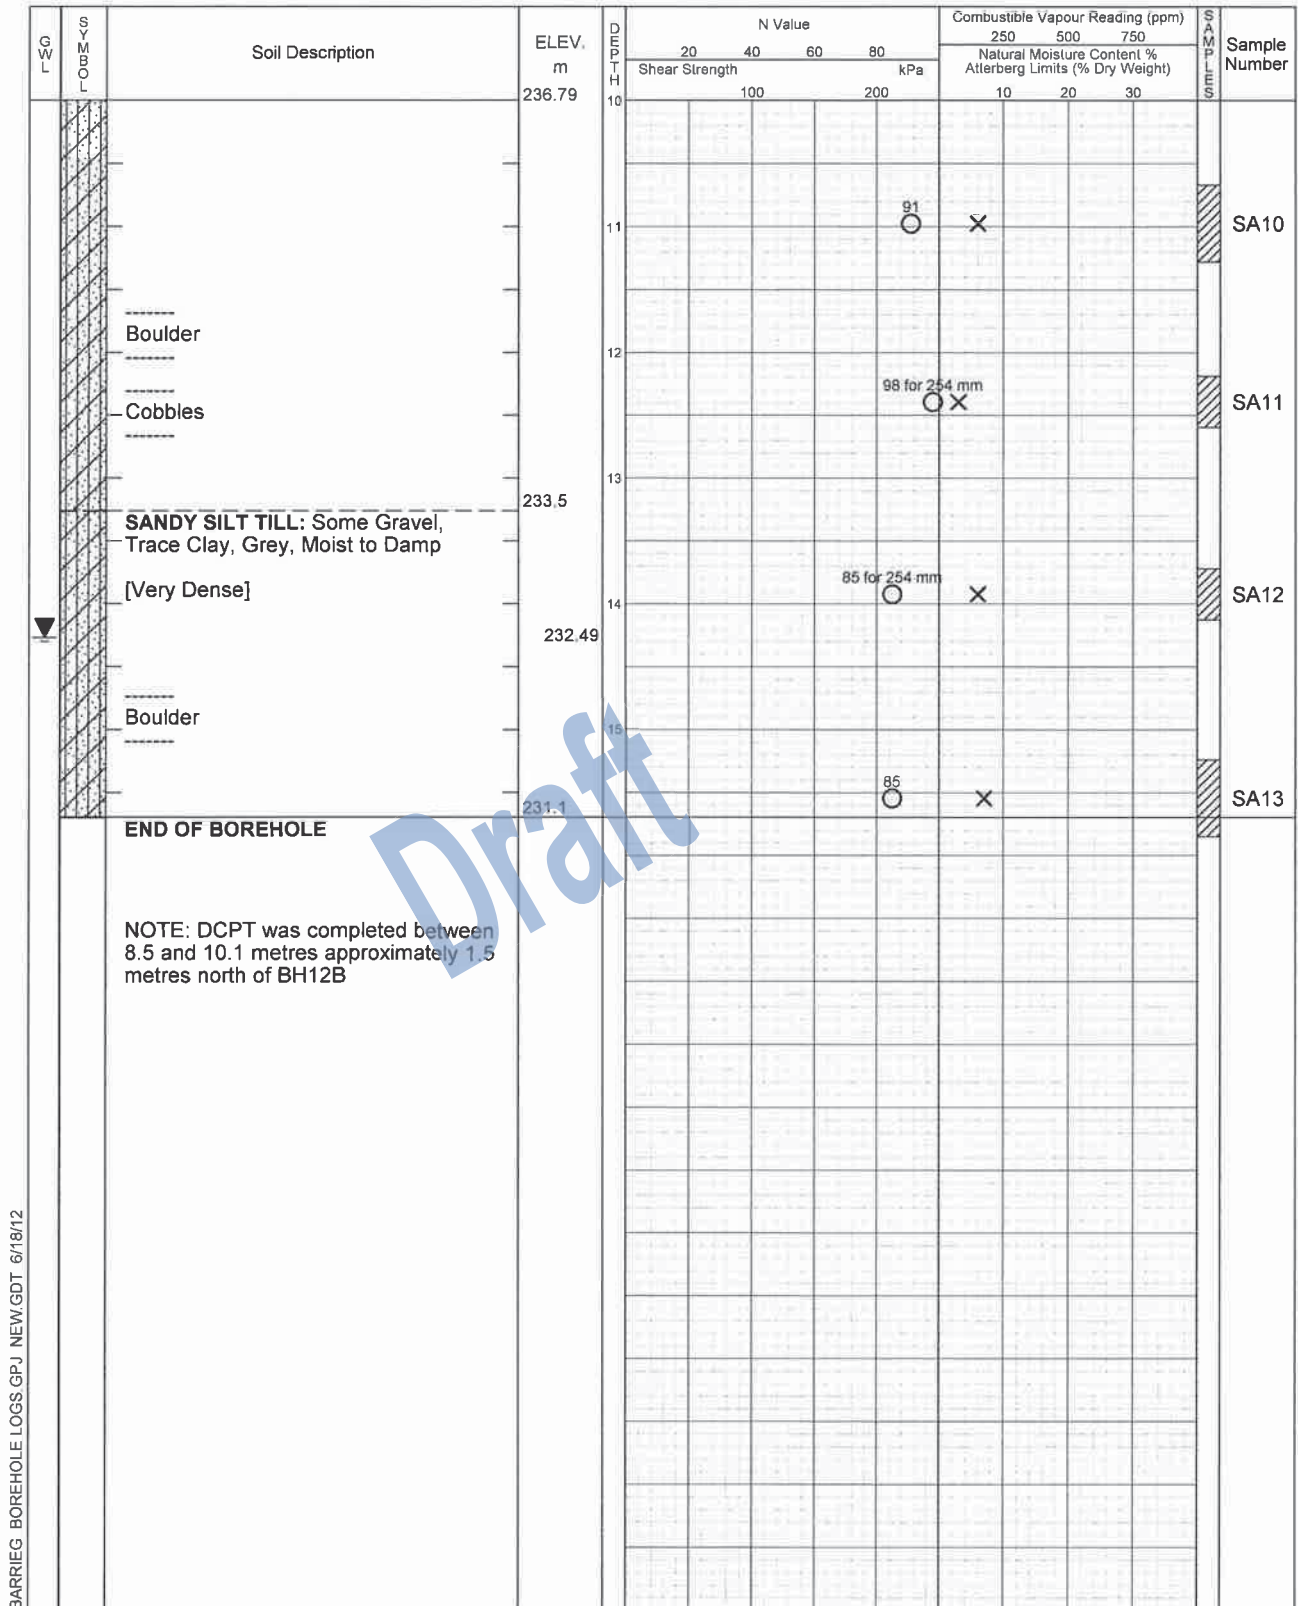 GWL
SYMBOL
Soil Description
ELEV.
m
236.79
DEPTH
N Value
20 40 60 80
Shear Strength kPa
100 200
Combustible Vapour Reading (ppm)
250 500 750
Natural Moisture Content %
Atterberg Limits (% Dry Weight)
10 20 30
SAMPLES
Sample
Number
10
91
11
SA10
Boulder
12
98 for 254 mm
Cobbles
SA11
13
233.5
SANDY SILT TILL: Some Gravel,
Trace Clay, Grey, Moist to Damp
85 for 254 mm
[Very Dense]
14
SA12
232.49
Boulder
15
85
231.1
SA13
END OF BOREHOLE
Draft
NOTE: DCPT was completed between
8.5 and 10.1 metres approximately 1.5
metres north of BH12B
BARRIEG BOREHOLE LOGS.GPJ NEW.GDT 6/18/12